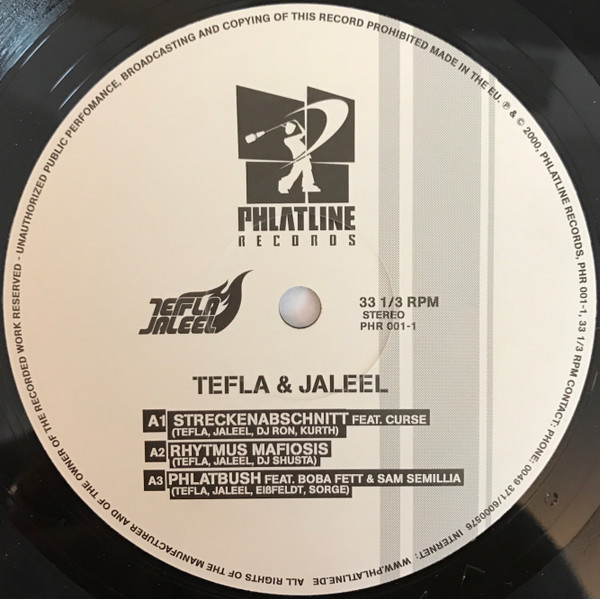 ALL RIGHTS OF THE MANUFACTURER AND OF THE OWNER OF THE RECORDED WORK RESERVED - UNAUTHORIZED PUBLIC PERFOMANCE, BROADCASTING AND COPYING OF THIS RECORD PROHIBITED MADE IN THE EU. ℗ & © 2000, PHLATLINE RECORDS, PHR 001-1, 33 1/3 RPM CONTACT: PHONE: 0049 371/6000576 INTERNET: WWW.PHLATLINE.DE
PHLATLINE
RECORDS
TEFLA
JALEEL
33 1/3 RPM
STEREO
PHR 001-1
TEFLA & JALEEL
A1 STRECKENABSCHNITT FEAT. CURSE
(TEFLA, JALEEL, DJ RON, KURTH)
A2 RHYTMUS MAFIOSIS
(TEFLA, JALEEL, DJ SHUSTA)
A3 PHLATBUSH FEAT. BOBA FETT & SAM SEMILLIA
(TEFLA, JALEEL, EIßFELDT, SORGE)